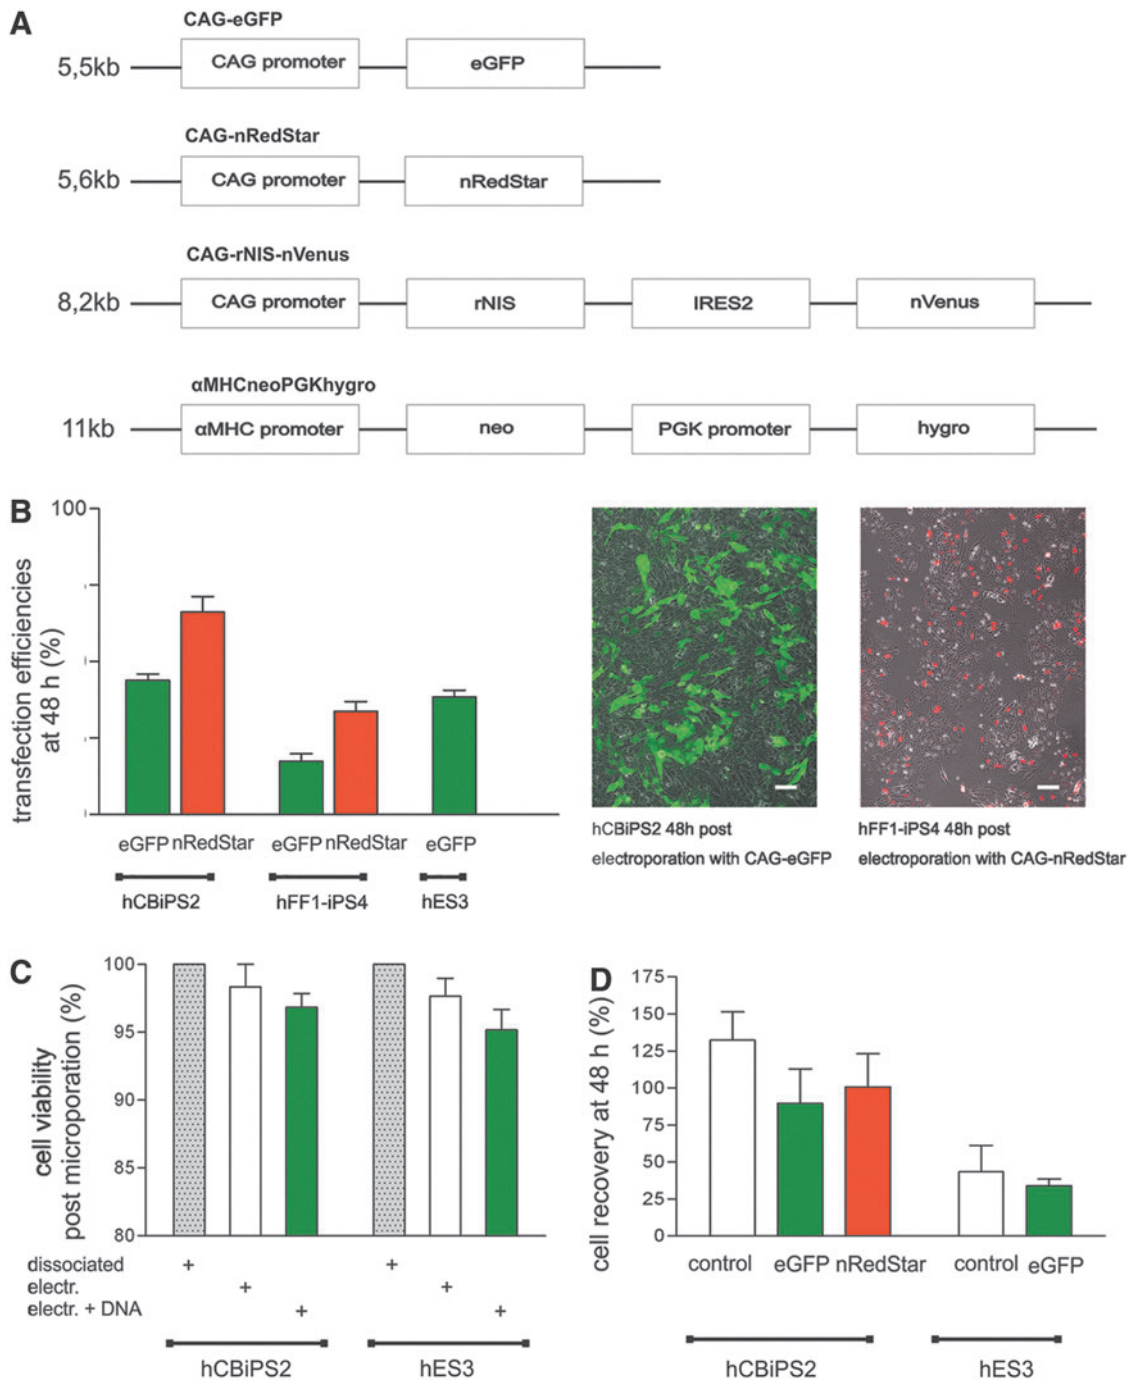 A
CAG-eGFP
5,5kb
CAG promoter
eGFP
CAG-nRedStar
5,6kb
CAG promoter
nRedStar
CAG-rNIS-nVenus
8,2kb
CAG promoter
rNIS
IRES2
nVenus
αMHCneoPGKhygro
11kb
αMHC promoter
neo
PGK promoter
hygro
B
100
transfection efficiencies
at 48 h (%)
eGFP nRedStar eGFP nRedStar eGFP
hCBiPS2 hFF1-iPS4 hES3
hCBiPS2 48h post
electroporation with CAG-eGFP
hFF1-iPS4 48h post
electroporation with CAG-nRedStar
C
cell viability
post microporation (%)
100
95
90
85
80
dissociated + +
electr. + +
electr. + DNA + +
hCBiPS2 hES3
D
cell recovery at 48 h (%)
175
150
125
100
75
50
25
0
control eGFP nRedStar control eGFP
hCBiPS2 hES3